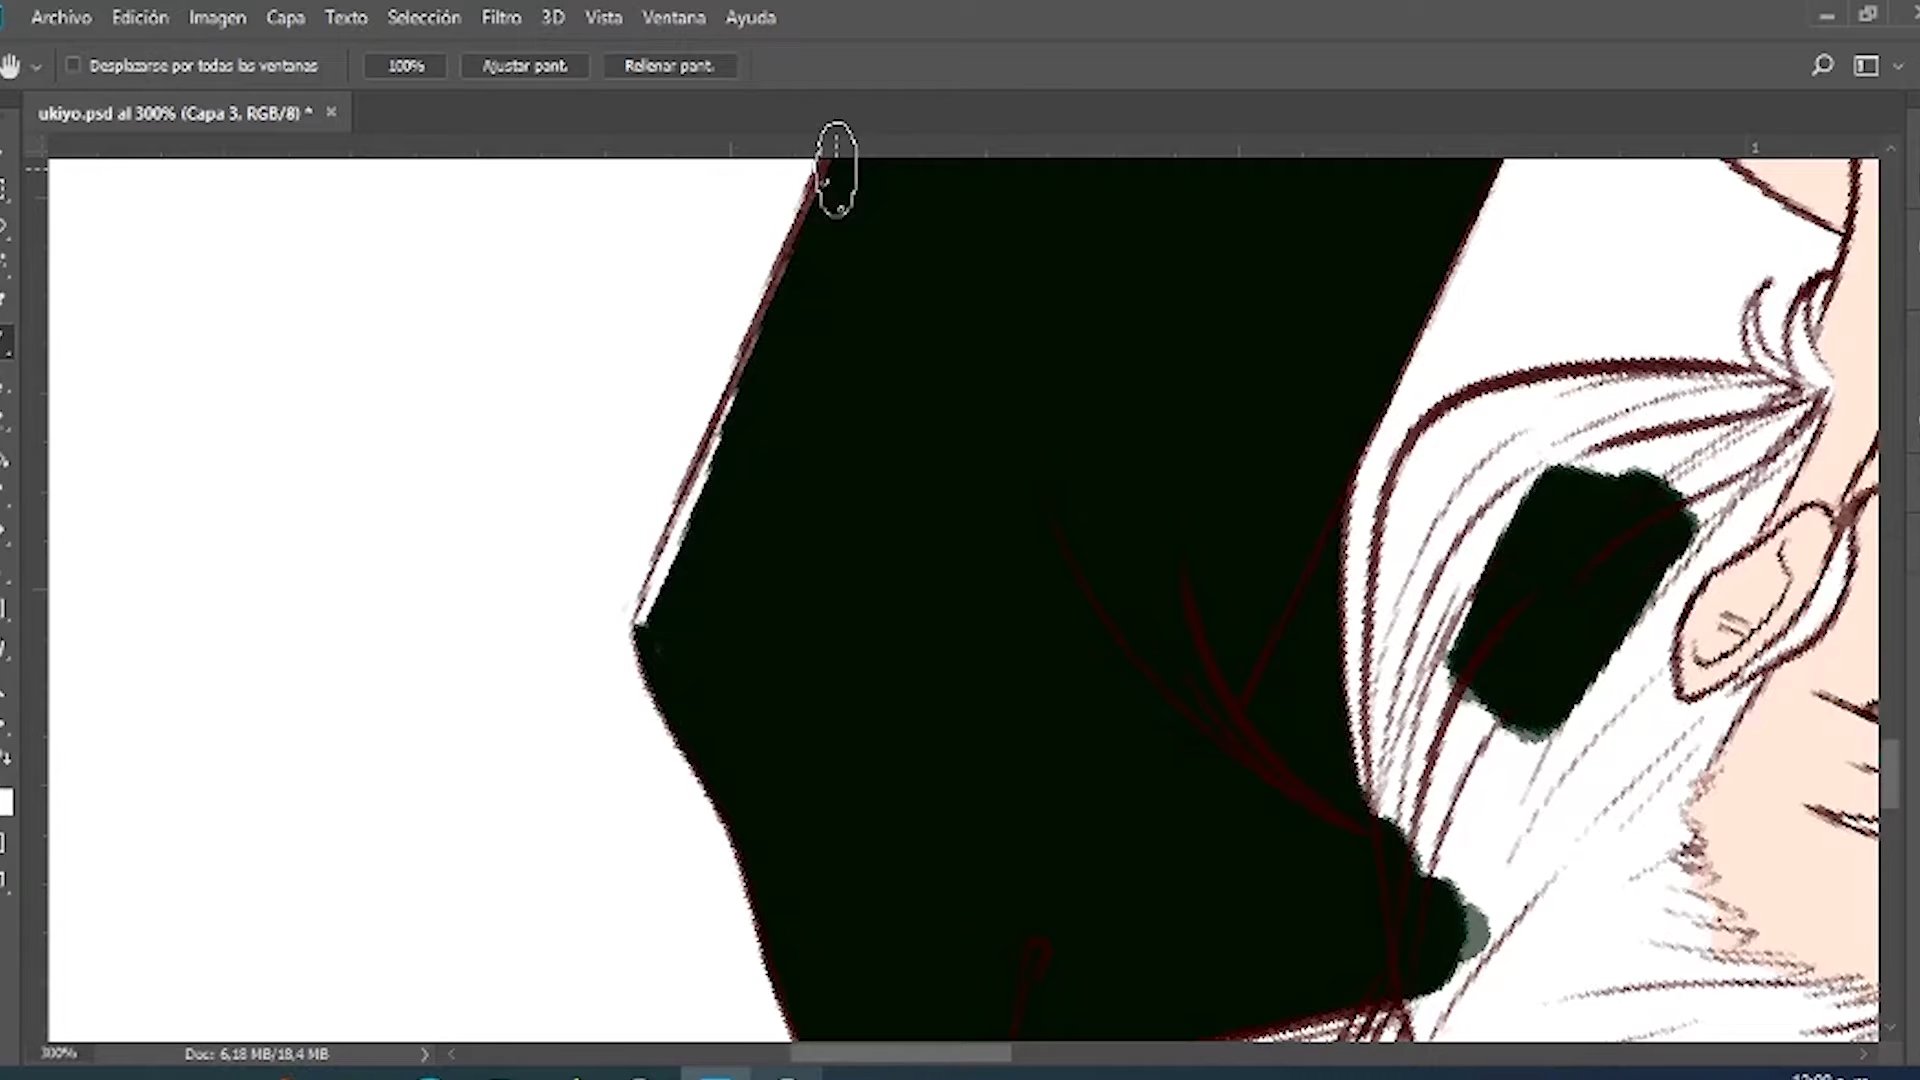 Archivo Edición Imagen Capa Texto Selección Filtro 3D Vista Ventana Ayuda
Desplazarse por todas las ventanas 100% Ajustar pant. Rellenar pant.
ukiyo.psd al 300% (Capa 3, RGB/8) *
1
300% Doc: 6,18 MB/18,4 MB